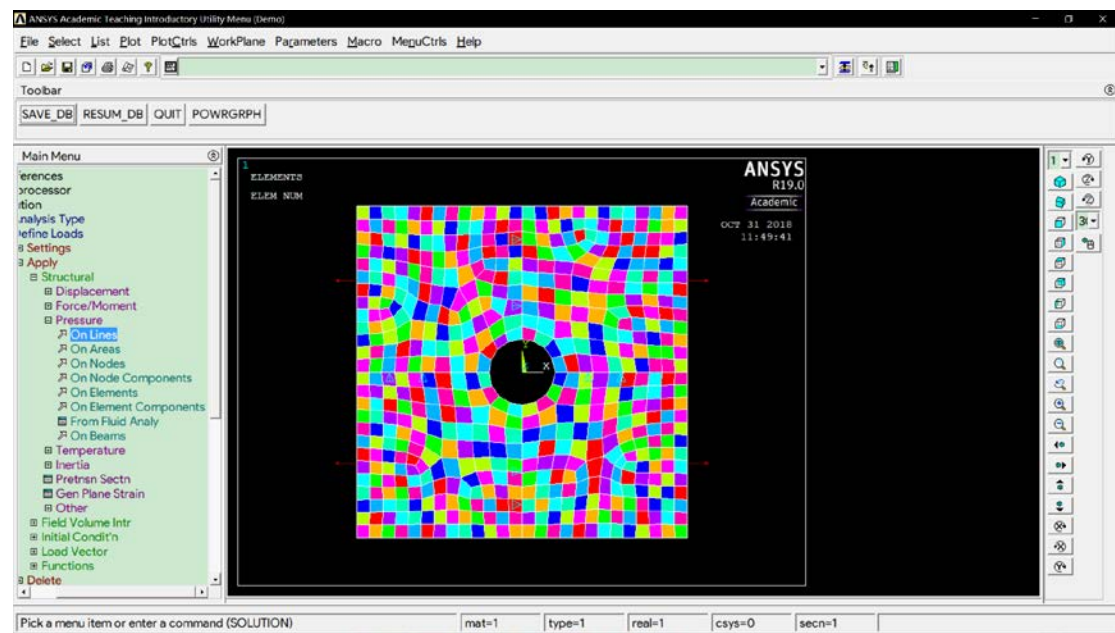 ANSYS Academic Teaching Introductory Utility Menu (Demo)
File Select List Plot PlotCtrls WorkPlane Parameters Macro MenuCtrls Help
Toolbar
SAVE_DB RESUM_DB QUIT POWRGRPH
Main Menu
erences
processor
tion
nalysis Type
efine Loads
Settings
Apply
Structural
Displacement
Force/Moment
Pressure
On Lines
On Areas
On Nodes
On Node Components
On Elements
On Element Components
From Fluid Analy
On Beams
Temperature
Inertia
Pretnsn Sectn
Gen Plane Strain
Other
Field Volume Intr
Initial Condit'n
Load Vector
Functions
Delete
1
ELEMENTS
ELEM NUM
ANSYS
R19.0
Academic
OCT 31 2018
11:49:41
Y
X
1
3
Pick a menu item or enter a command (SOLUTION) mat=1 type=1 real=1 csys=0 secn=1